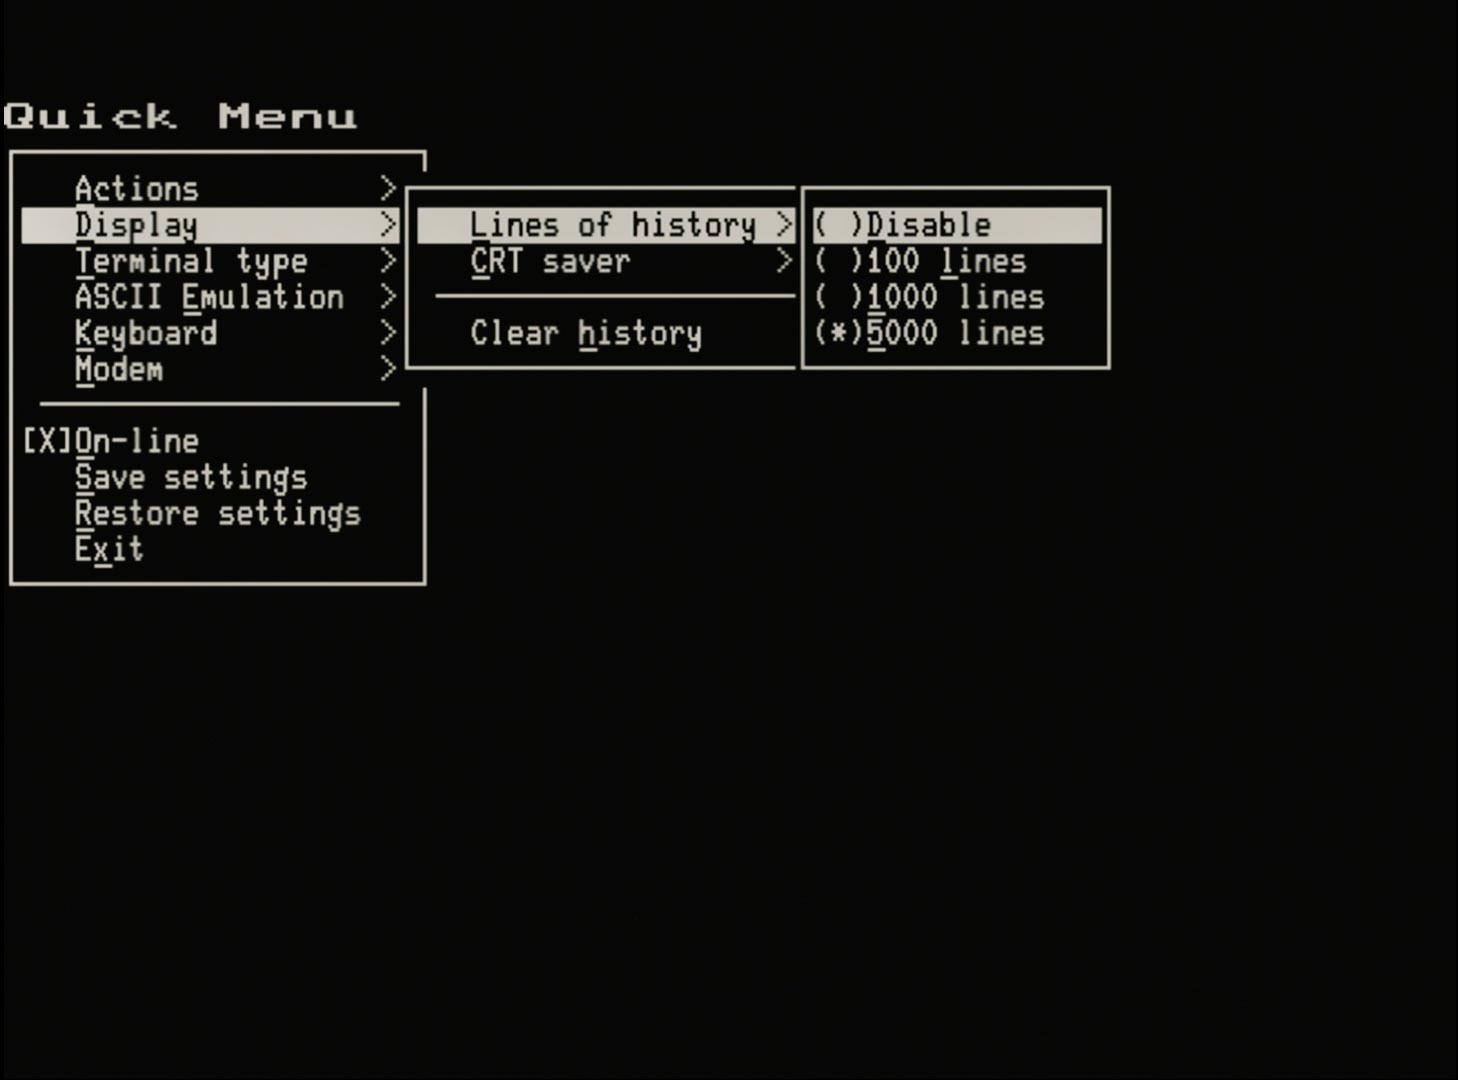 Quick Menu
Actions >
Display >
Terminal type >
ASCII Emulation >
Keyboard >
Modem >
[X]On-line
Save settings
Restore settings
Exit
Lines of history >
CRT saver >
Clear history
( )Disable
( )100 lines
( )1000 lines
(*)5000 lines